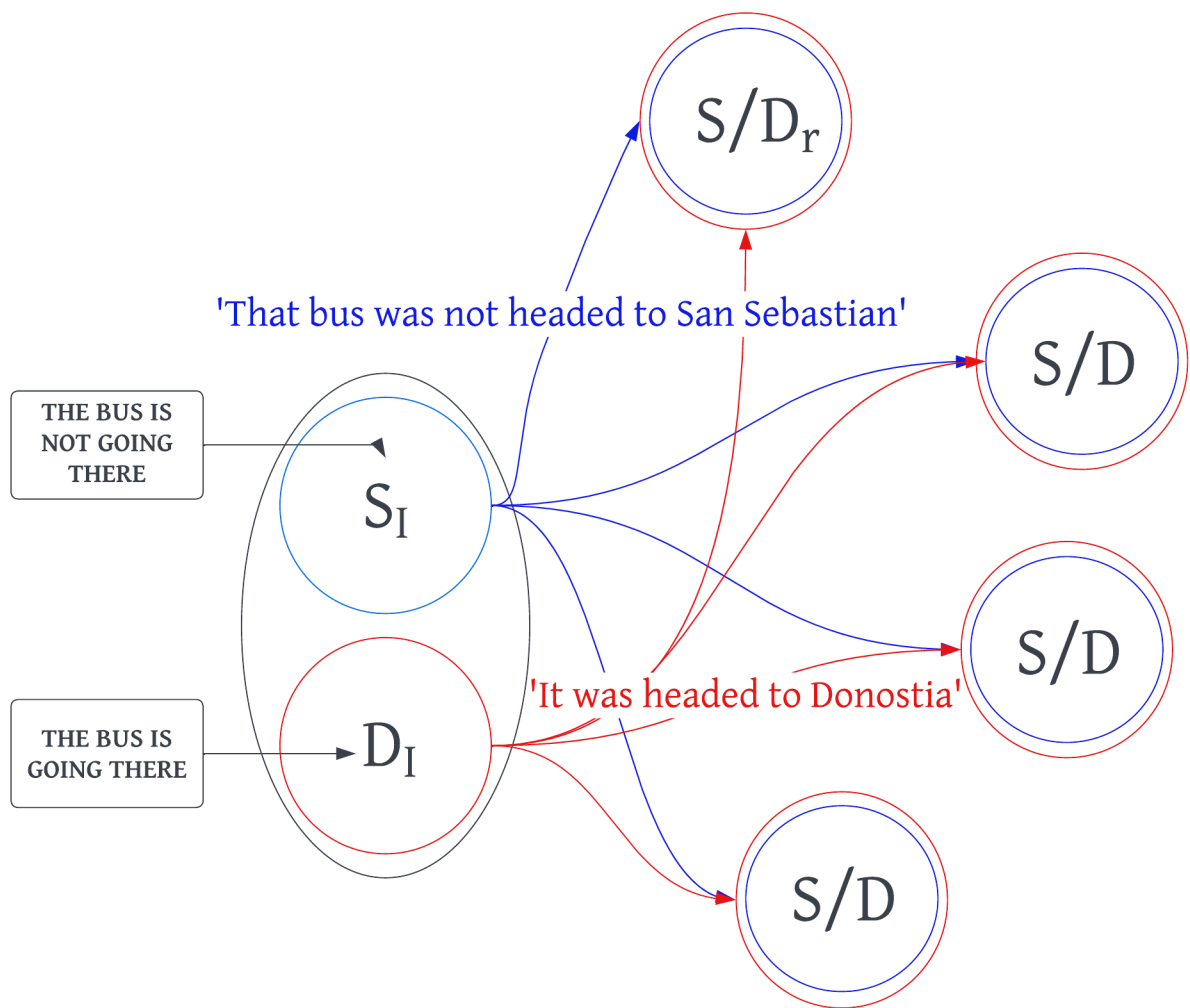 S/Dr
'That bus was not headed to San Sebastian'
S/D
THE BUS IS
NOT GOING
THERE
SI
S/D
'It was headed to Donostia'
THE BUS IS
GOING THERE
DI
S/D